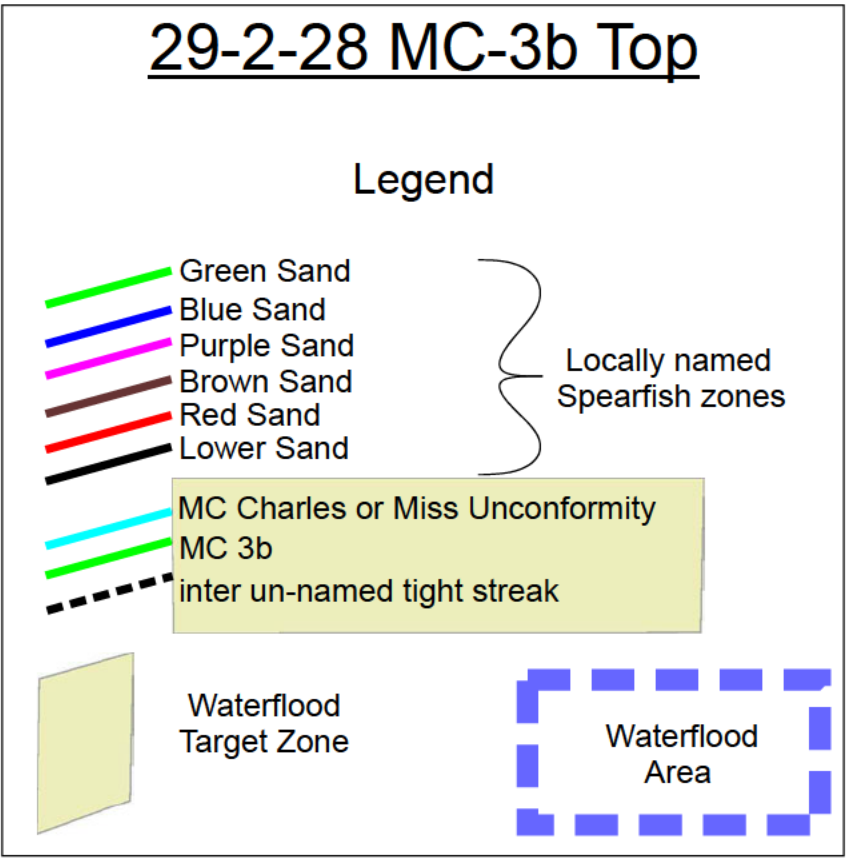 29-2-28 MC-3b Top
Legend
Green Sand
Blue Sand
Purple Sand
Brown Sand
Red Sand
Lower Sand
Locally named
Spearfish zones
MC Charles or Miss Unconformity
MC 3b
inter un-named tight streak
Waterflood
Target Zone
Waterflood
Area